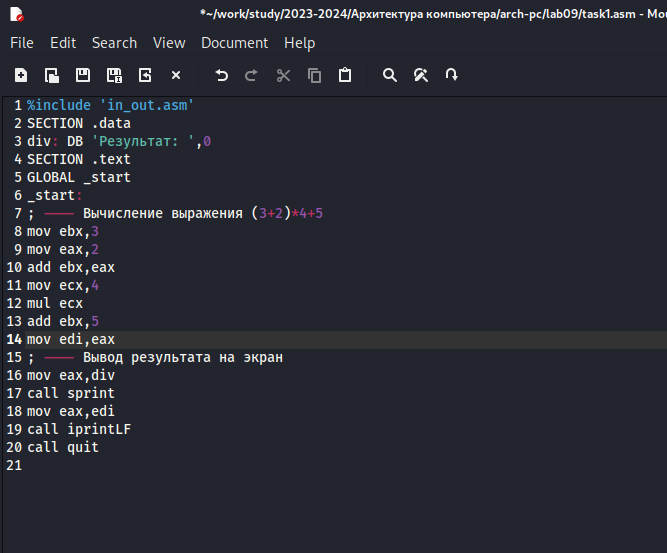 *~/work/study/2023-2024/Архитектура компьютера/arch-pc/lab09/task1.asm - Mou
File Edit Search View Document Help
1 %include 'in_out.asm'
2 SECTION .data
3 div: DB 'Результат: ',0
4 SECTION .text
5 GLOBAL _start
6 _start:
7 ; ---- Вычисление выражения (3+2)*4+5
8 mov ebx,3
9 mov eax,2
10 add ebx,eax
11 mov ecx,4
12 mul ecx
13 add ebx,5
14 mov edi,eax
15 ; ---- Вывод результата на экран
16 mov eax,div
17 call sprint
18 mov eax,edi
19 call iprintLF
20 call quit
21